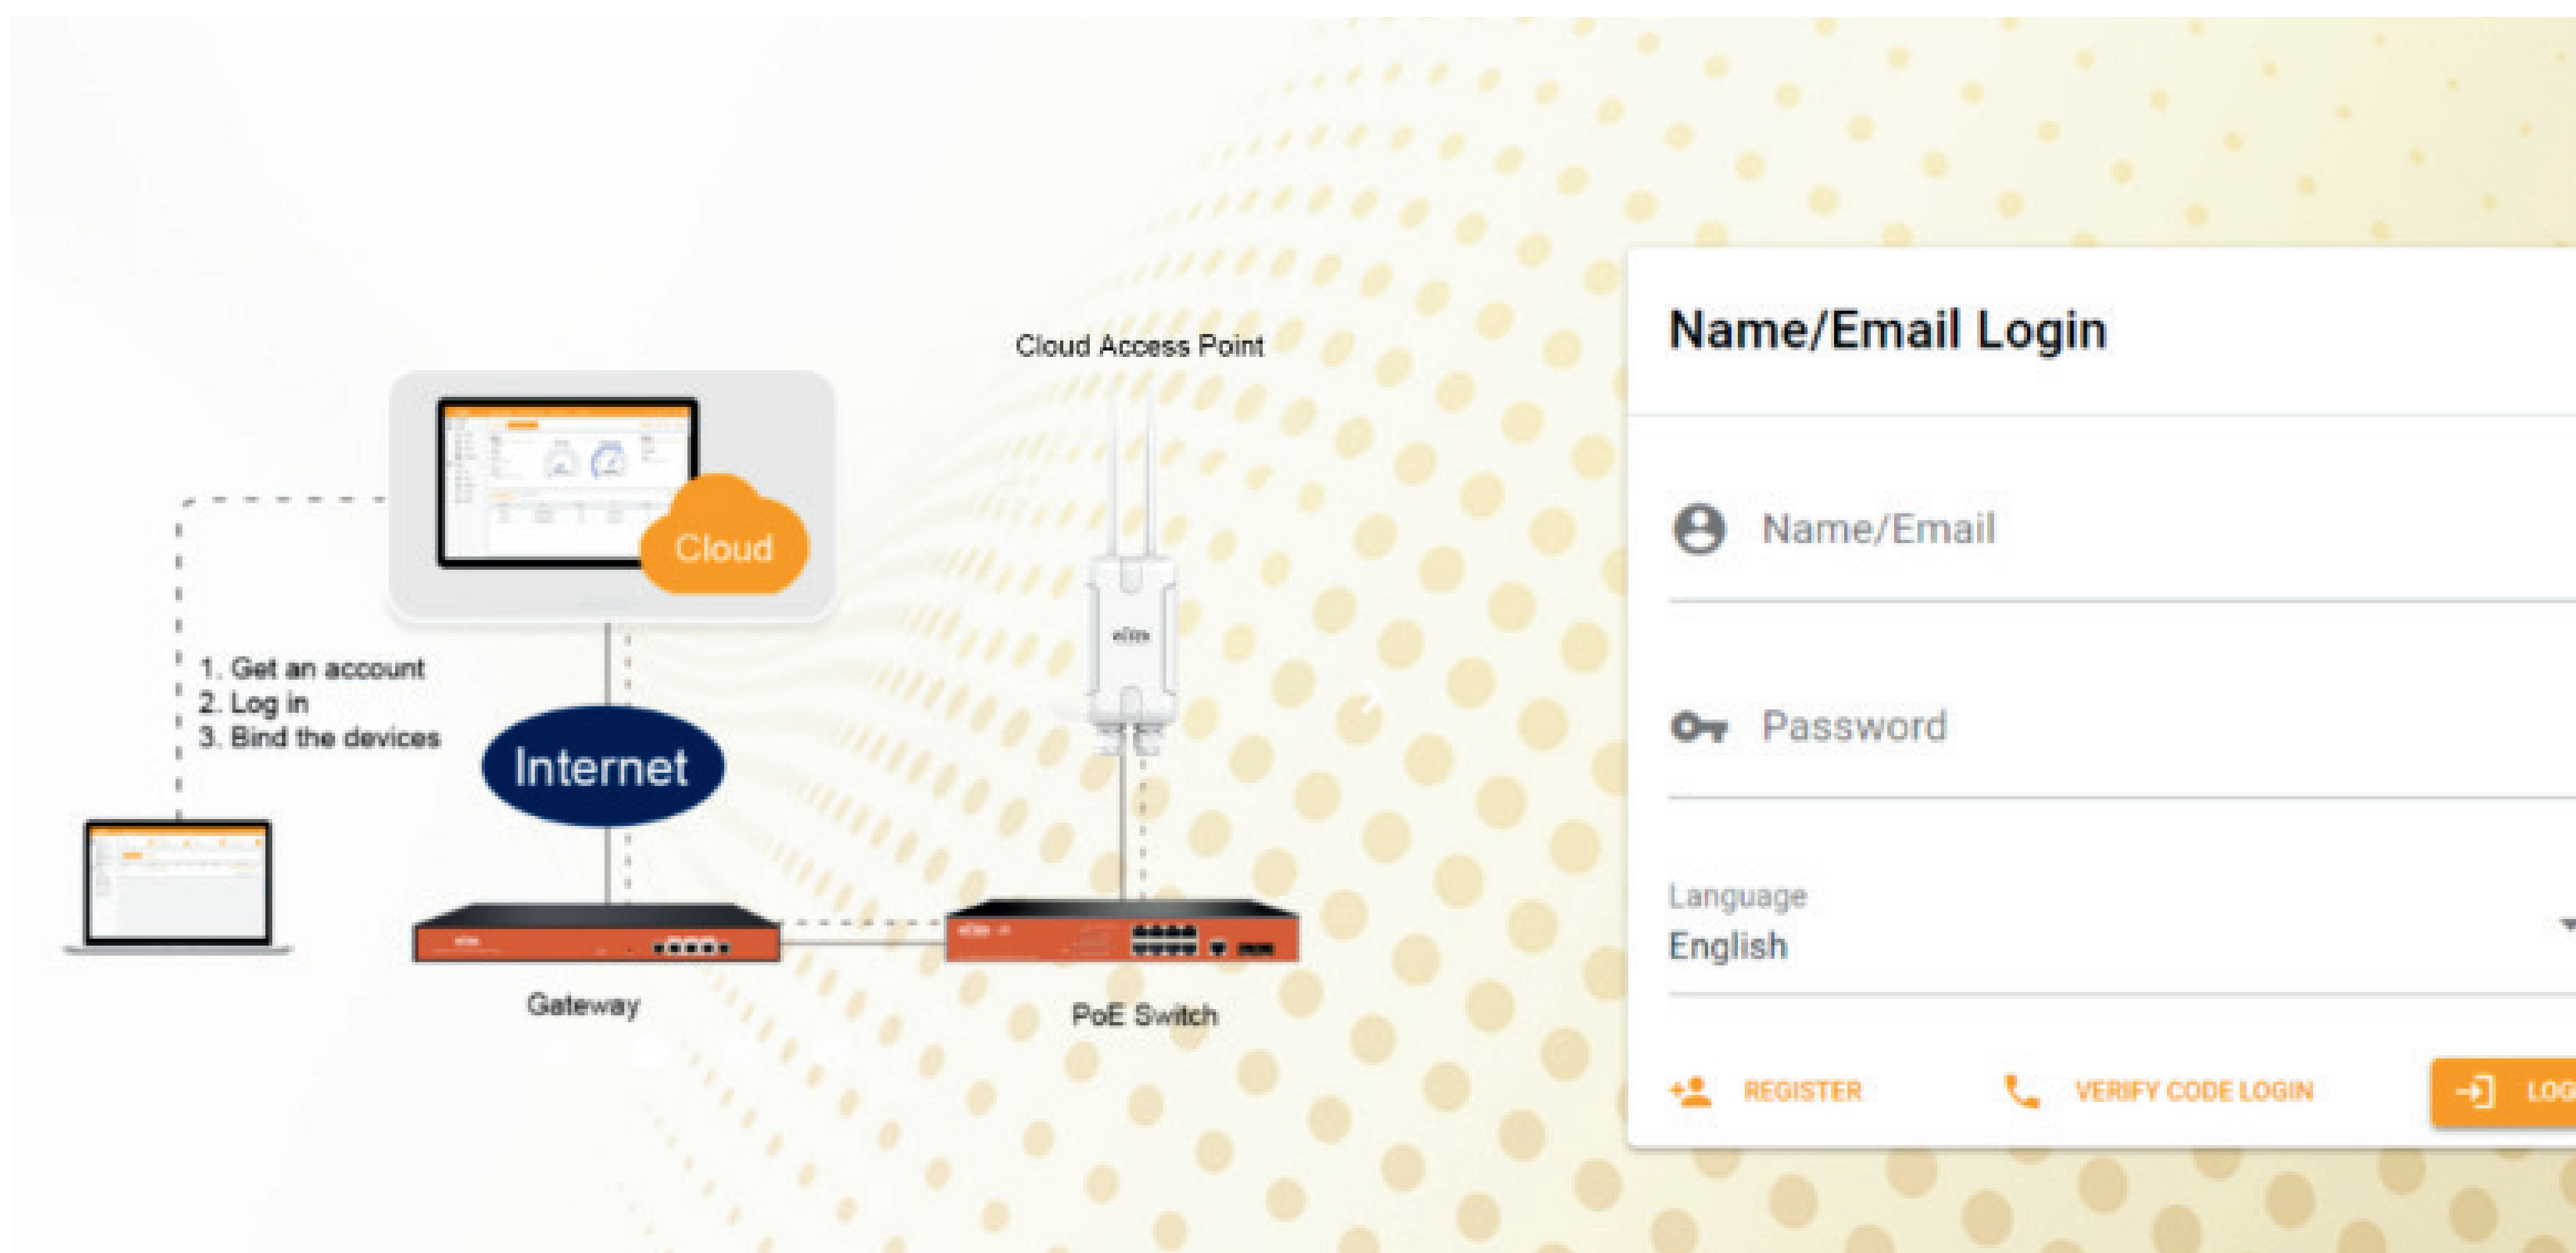 Cloud Access Point
Cloud
1. Get an account
2. Log in
3. Bind the devices
Internet
Gateway
PoE Switch
Name/Email Login
Name/Email
Password
Language
English
REGISTER
VERIFY CODE LOGIN
LOG